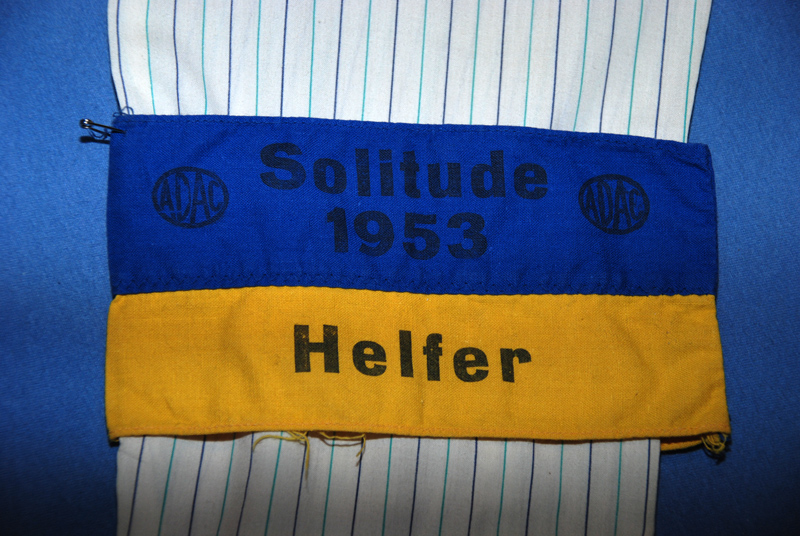 Solitude
ADAC ADAC
1953
Helfer